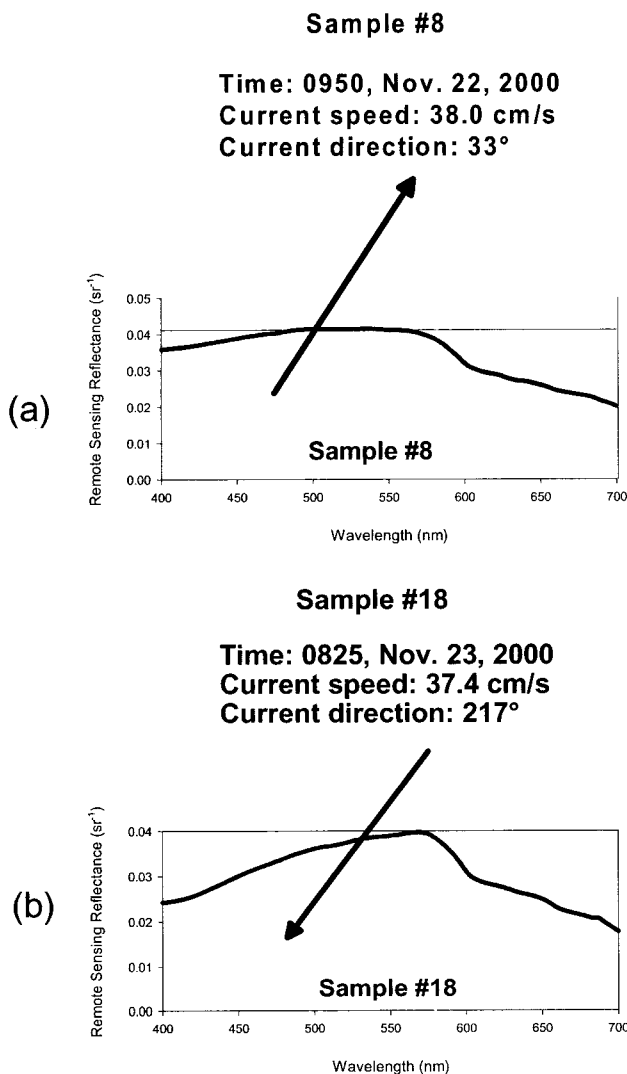 Sample #8
Time: 0950, Nov. 22, 2000
Current speed: 38.0 cm/s
Current direction: 33°
(a)
Remote Sensing Reflectance (sr⁻¹)
0.05
0.04
0.03
0.02
0.01
0.00
Sample #8
400 450 500 550 600 650 700
Wavelength (nm)
Sample #18
Time: 0825, Nov. 23, 2000
Current speed: 37.4 cm/s
Current direction: 217°
(b)
Remote Sensing Reflectance (sr⁻¹)
0.04
0.03
0.02
0.01
0.00
Sample #18
400 450 500 550 600 650 700
Wavelength (nm)